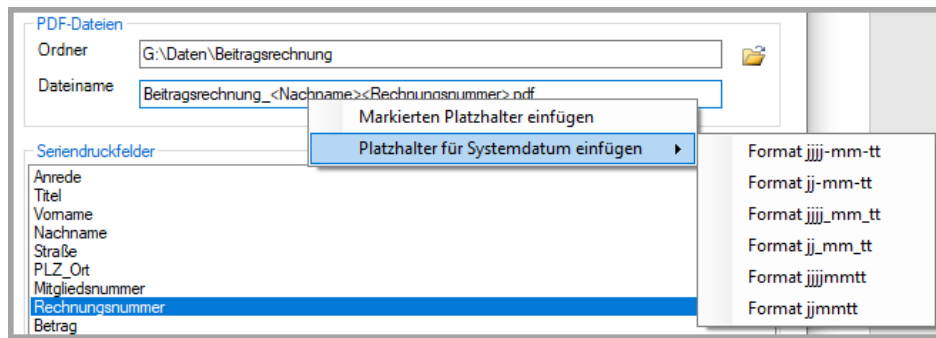 PDF-Dateien
Ordner
G:\Daten\Beitragsrechnung
Dateiname
Beitragsrechnung_<Nachname><Rechnungsnummer>.pdf
Markierten Platzhalter einfügen
Platzhalter für Systemdatum einfügen
Format jjjj-mm-tt
Format jj-mm-tt
Format jjjj_mm_tt
Format jj_mm_tt
Format jjjjmmtt
Format jjmmtt
Seriendruckfelder
Anrede
Titel
Vorname
Nachname
Straße
PLZ_Ort
Mitgliedsnummer
Rechnungsnummer
Betrag